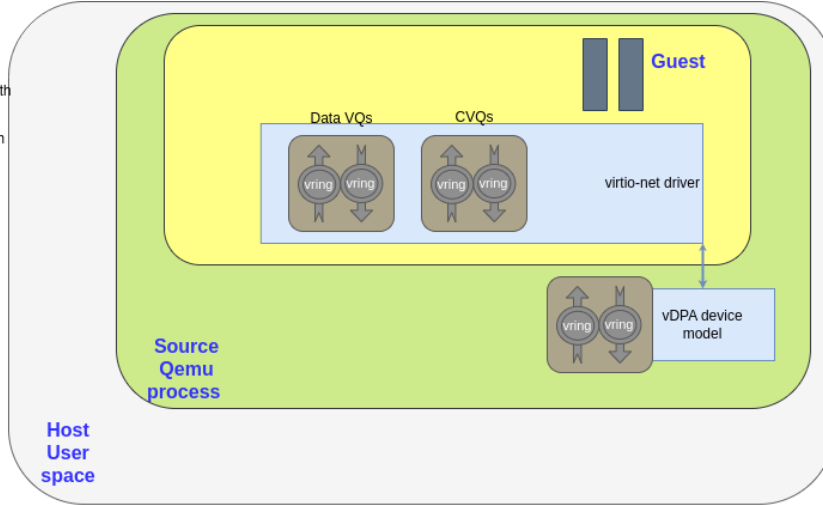 Guest
th
Data VQs
CVQs
n
vring
vring
vring
vring
virtio-net driver
vring
vring
vDPA device
model
Source
Qemu
process
Host
User
space